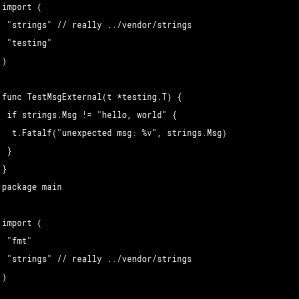 import (
"strings" // really ../vendor/strings
"testing"
)
func TestMsgExternal(t *testing.T) {
if strings.Msg != "hello, world" {
t.Fatalf("unexpected msg: %v", strings.Msg)
}
}
package main
import (
"fmt"
"strings" // really ../vendor/strings
)